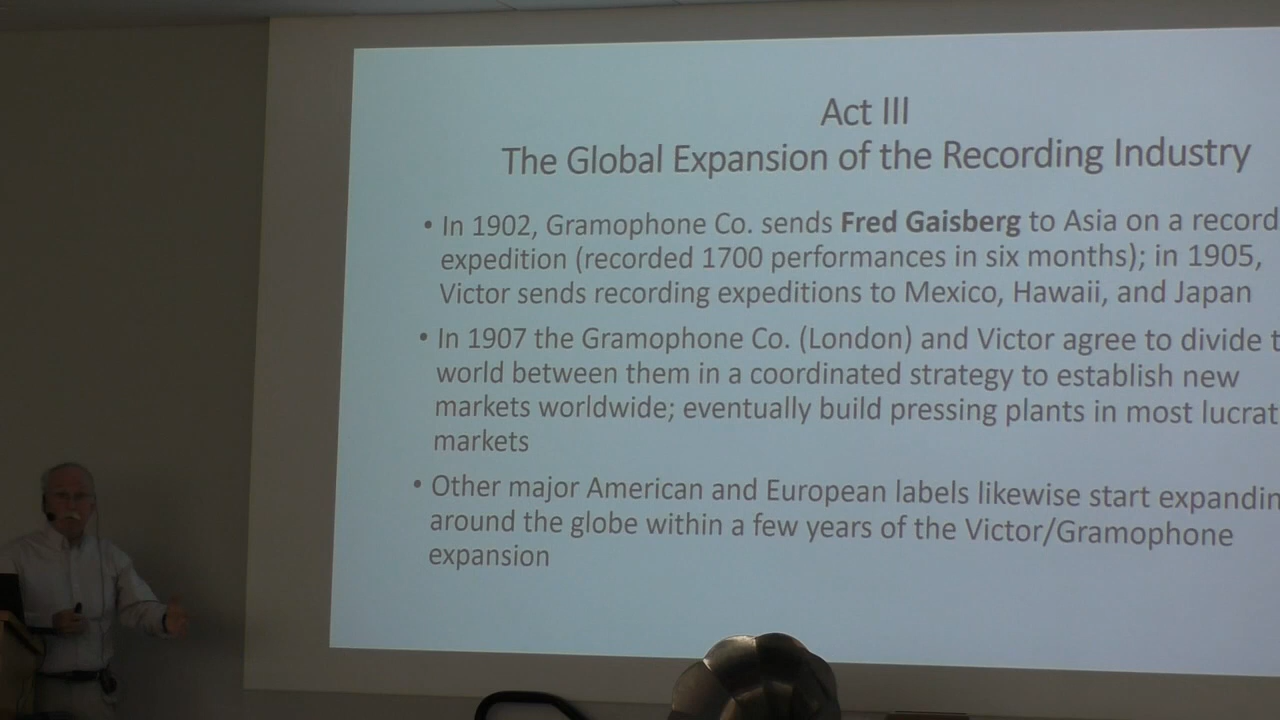 Act III
The Global Expansion of the Recording Industry
• In 1902, Gramophone Co. sends Fred Gaisberg to Asia on a record
expedition (recorded 1700 performances in six months); in 1905,
Victor sends recording expeditions to Mexico, Hawaii, and Japan
• In 1907 the Gramophone Co. (London) and Victor agree to divide t
world between them in a coordinated strategy to establish new
markets worldwide; eventually build pressing plants in most lucrat
markets
• Other major American and European labels likewise start expandin
around the globe within a few years of the Victor/Gramophone
expansion